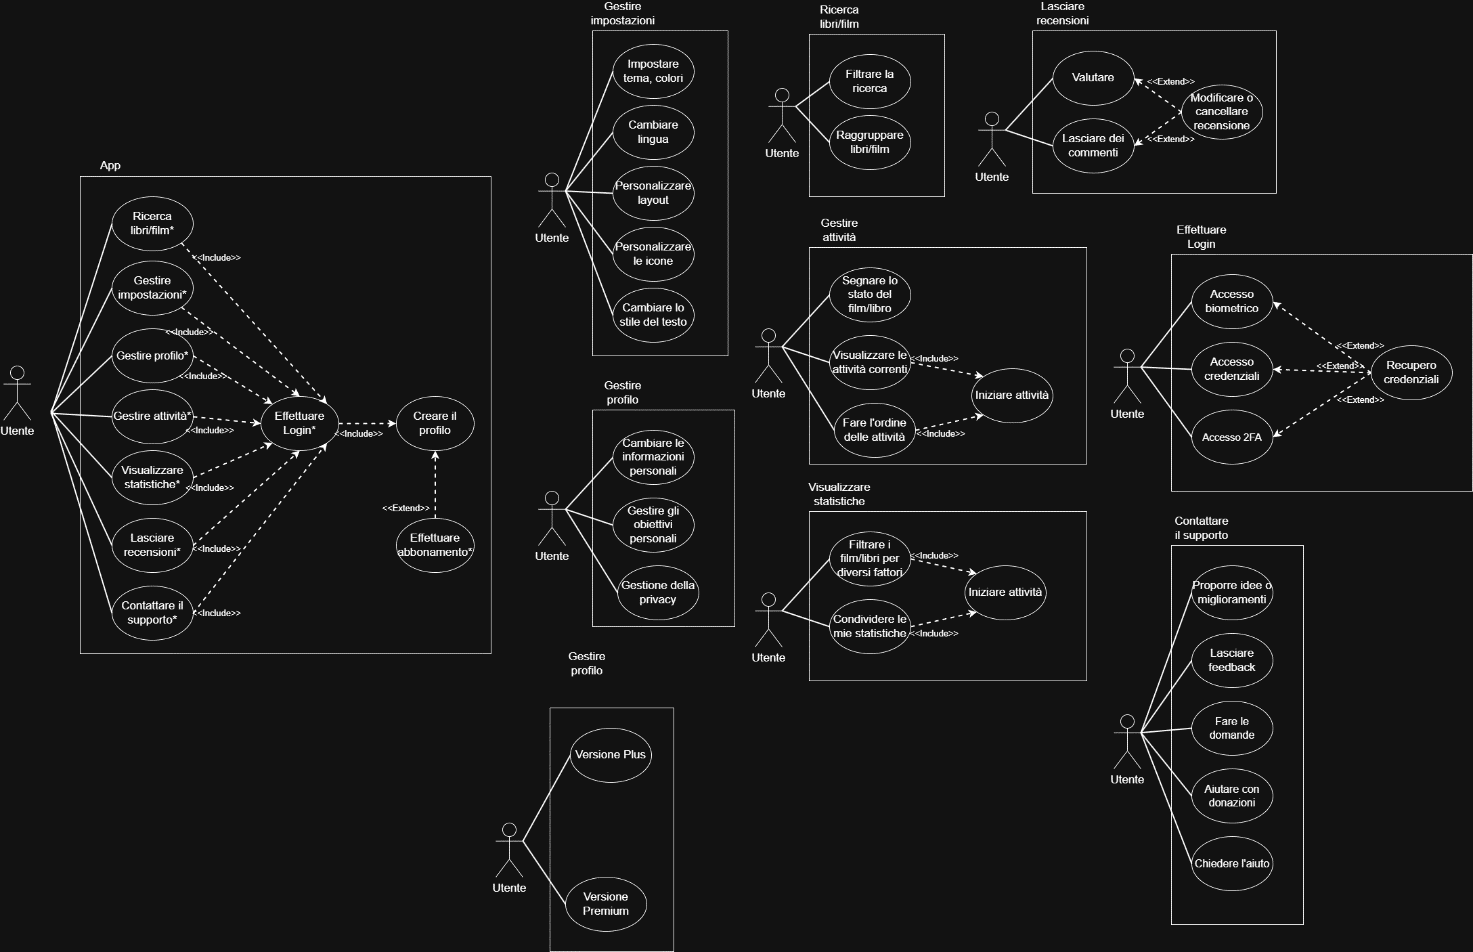 App
Ricerca
libri/film*
<<Include>>
Gestire
impostazioni*
<<Include>>
Gestire profilo*
<<Include>>
Gestire attività*
<<Include>>
Visualizzare
statistiche*
<<Include>>
Lasciare
recensioni*
<<Include>>
Contattare il
supporto*
<<Include>>
Effettuare
Login*
<<Include>>
Creare il
profilo
<<Extend>>
Effettuare
abbonamento*
Utente
Gestire
impostazioni
Impostare
tema, colori
Cambiare
lingua
Personalizzare
layout
Personalizzare
le icone
Cambiare lo
stile del testo
Utente
Gestire
profilo
Cambiare le
informazioni
personali
Gestire gli
obiettivi
personali
Gestione della
privacy
Utente
Gestire
profilo
Versione Plus
Versione
Premium
Utente
Ricerca
libri/film
Filtrare la
ricerca
Raggruppare
libri/film
Utente
Gestire
attività
Segnare lo
stato del
film/libro
Visualizzare le
attività correnti
<<Include>>
Fare l'ordine
delle attività
<<Include>>
Iniziare attività
Utente
Visualizzare
statistiche
Filtrare i
film/libri per
diversi fattori
<<Include>>
Condividere le
mie statistiche
<<Include>>
Iniziare attività
Utente
Lasciare
recensioni
Valutare
<<Extend>>
Modificare o
cancellare
recensione
Lasciare dei
commenti
<<Extend>>
Utente
Effettuare
Login
Accesso
biometrico
<<Extend>>
Accesso
credenziali
<<Extend>>
Recupero
credenziali
<<Extend>>
Accesso 2FA
Utente
Contattare
il supporto
Proporre idee o
miglioramenti
Lasciare
feedback
Fare le
domande
Aiutare con
donazioni
Chiedere l'aiuto
Utente